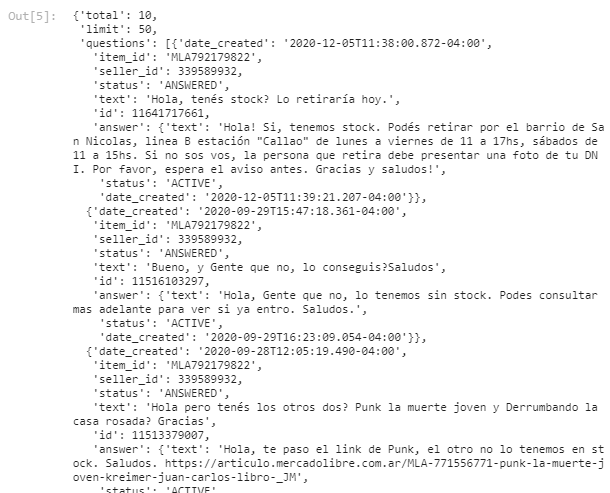 Out[5]: {'total': 10,
'limit': 50,
'questions': [{'date_created': '2020-12-05T11:38:00.872-04:00',
'item_id': 'MLA792179822',
'seller_id': 339589932,
'status': 'ANSWERED',
'text': 'Hola, tenés stock? Lo retiraría hoy.',
'id': 11641717661,
'answer': {'text': 'Hola! Si, tenemos stock. Podés retirar por el barrio de Sa
n Nicolas, linea B estación "Callao" de lunes a viernes de 11 a 17hs, sábados de
11 a 15hs. Si no sos vos, la persona que retira debe presentar una foto de tu DN
I. Por favor, espera el aviso antes. Gracias y saludos!',
'status': 'ACTIVE',
'date_created': '2020-12-05T11:39:21.207-04:00'}},
{'date_created': '2020-09-29T15:47:18.361-04:00',
'item_id': 'MLA792179822',
'seller_id': 339589932,
'status': 'ANSWERED',
'text': 'Bueno, y Gente que no, lo conseguis?Saludos',
'id': 11516103297,
'answer': {'text': 'Hola, Gente que no, lo tenemos sin stock. Podes consultar
mas adelante para ver si ya entro. Saludos.',
'status': 'ACTIVE',
'date_created': '2020-09-29T16:23:09.054-04:00'}},
{'date_created': '2020-09-28T12:05:19.490-04:00',
'item_id': 'MLA792179822',
'seller_id': 339589932,
'status': 'ANSWERED',
'text': 'Hola pero tenés los otros dos? Punk la muerte joven y Derrumbando la
casa rosada? Gracias',
'id': 11513379007,
'answer': {'text': 'Hola, te paso el link de Punk, el otro no lo tenemos en st
ock. Saludos. https://articulo.mercadolibre.com.ar/MLA-771556771-punk-la-muerte-j
oven-kreimer-juan-carlos-libro-_JM',
'status': 'ACTIVE',